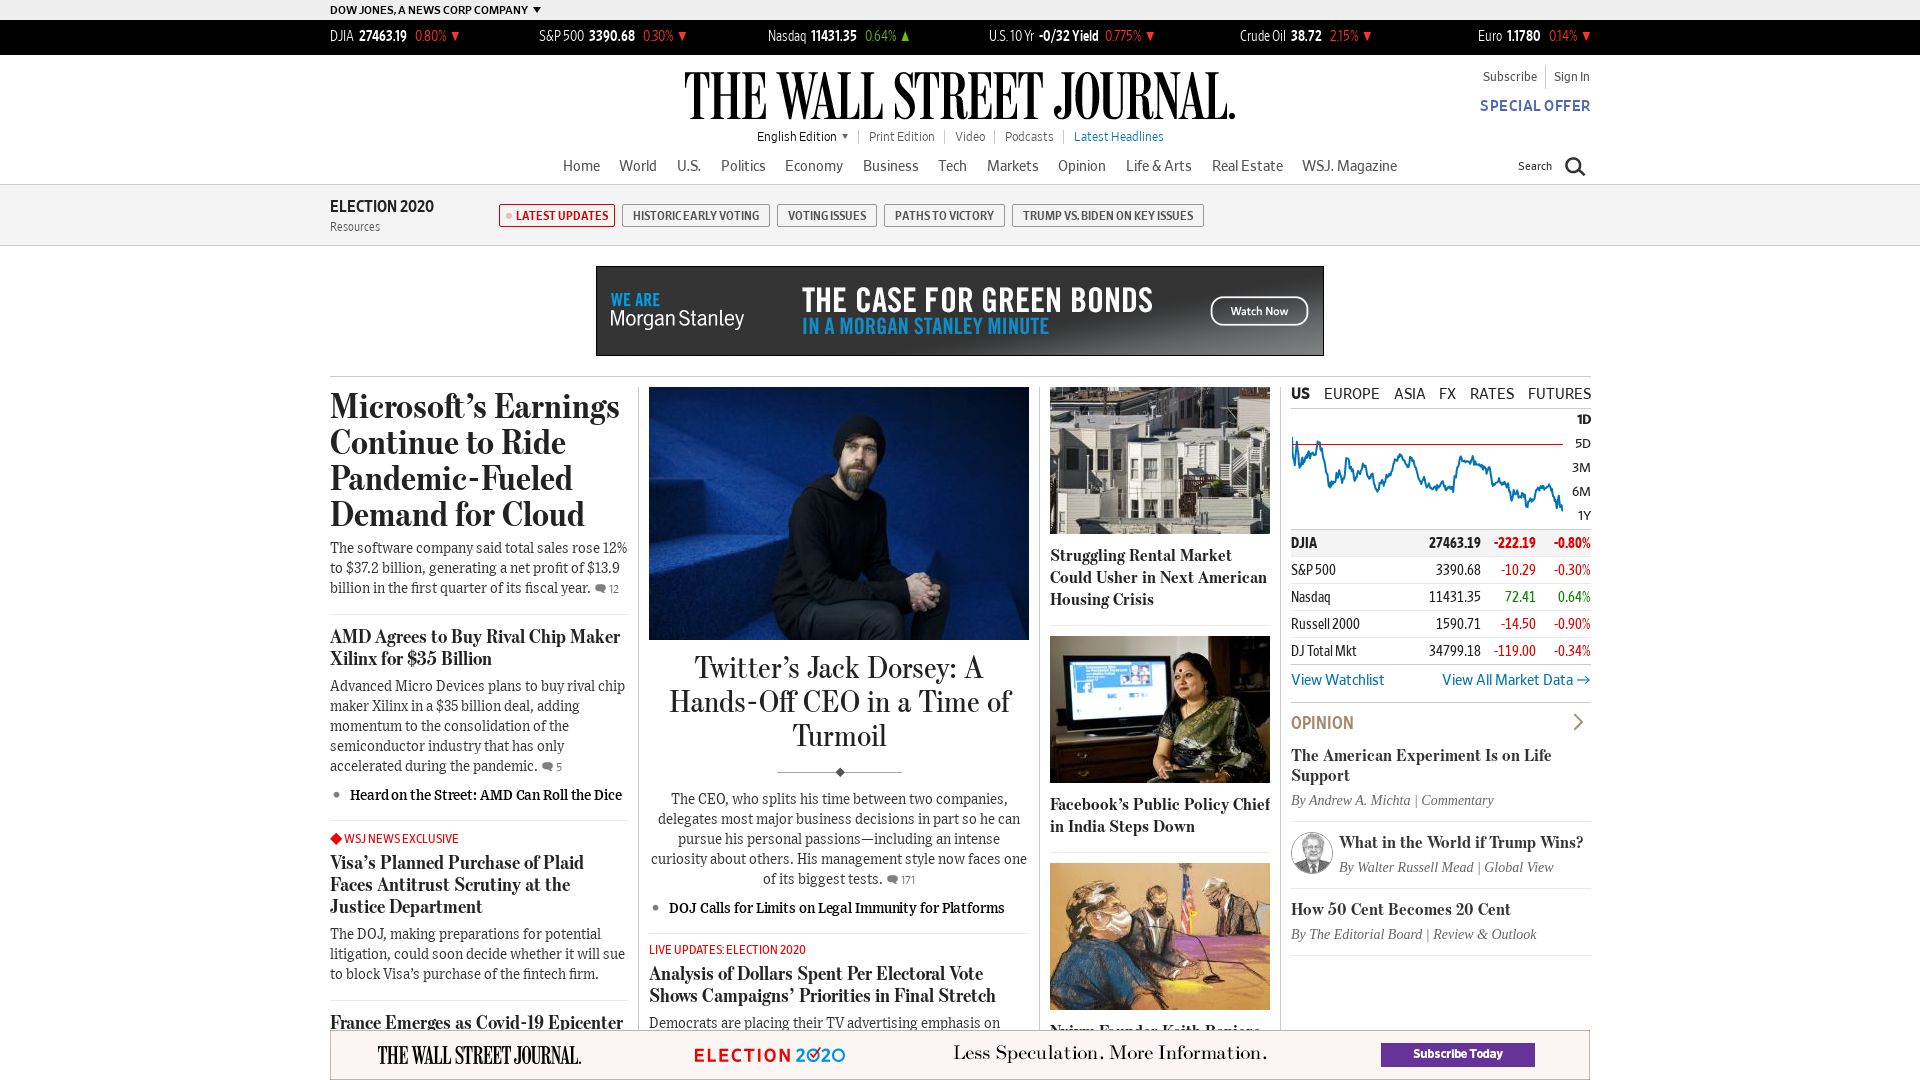 DOW JONES, A NEWS CORP COMPANY
DJIA 27463.19 0.80% S&P 500 3390.68 0.30% Nasdaq 11431.35 0.64% U.S. 10 Yr -0/32 Yield 0.775% Crude Oil 38.72 2.15% Euro 1.1780 0.14%
THE WALL STREET JOURNAL.
Subscribe Sign In
SPECIAL OFFER
English Edition Print Edition Video Podcasts Latest Headlines
Home World U.S. Politics Economy Business Tech Markets Opinion Life & Arts Real Estate WSJ. Magazine
Search
ELECTION 2020
Resources
LATEST UPDATES HISTORIC EARLY VOTING VOTING ISSUES PATHS TO VICTORY TRUMP VS. BIDEN ON KEY ISSUES
WE ARE
Morgan Stanley
THE CASE FOR GREEN BONDS
IN A MORGAN STANLEY MINUTE
Watch Now
Microsoft’s Earnings
Continue to Ride
Pandemic-Fueled
Demand for Cloud
The software company said total sales rose 12%
to $37.2 billion, generating a net profit of $13.9
billion in the first quarter of its fiscal year. 12
AMD Agrees to Buy Rival Chip Maker
Xilinx for $35 Billion
Advanced Micro Devices plans to buy rival chip
maker Xilinx in a $35 billion deal, adding
momentum to the consolidation of the
semiconductor industry that has only
accelerated during the pandemic. 5
Heard on the Street: AMD Can Roll the Dice
WSJ NEWS EXCLUSIVE
Visa’s Planned Purchase of Plaid
Faces Antitrust Scrutiny at the
Justice Department
The DOJ, making preparations for potential
litigation, could soon decide whether it will sue
to block Visa’s purchase of the fintech firm.
France Emerges as Covid-19 Epicenter
Twitter’s Jack Dorsey: A
Hands-Off CEO in a Time of
Turmoil
The CEO, who splits his time between two companies,
delegates most major business decisions in part so he can
pursue his personal passions—including an intense
curiosity about others. His management style now faces one
of its biggest tests. 171
DOJ Calls for Limits on Legal Immunity for Platforms
LIVE UPDATES: ELECTION 2020
Analysis of Dollars Spent Per Electoral Vote
Shows Campaigns’ Priorities in Final Stretch
Democrats are placing their TV advertising emphasis on
Struggling Rental Market
Could Usher in Next American
Housing Crisis
Facebook’s Public Policy Chief
in India Steps Down
Nxivm Founder Keith Raniere
US EUROPE ASIA FX RATES FUTURES
1D
5D
3M
6M
1Y
DJIA 27463.19 -222.19 -0.80%
S&P 500 3390.68 -10.29 -0.30%
Nasdaq 11431.35 72.41 0.64%
Russell 2000 1590.71 -14.50 -0.90%
DJ Total Mkt 34799.18 -119.00 -0.34%
View Watchlist View All Market Data
OPINION
The American Experiment Is on Life
Support
By Andrew A. Michta | Commentary
What in the World if Trump Wins?
By Walter Russell Mead | Global View
How 50 Cent Becomes 20 Cent
By The Editorial Board | Review & Outlook
THE WALL STREET JOURNAL. ELECTION 2020 Less Speculation. More Information. Subscribe Today